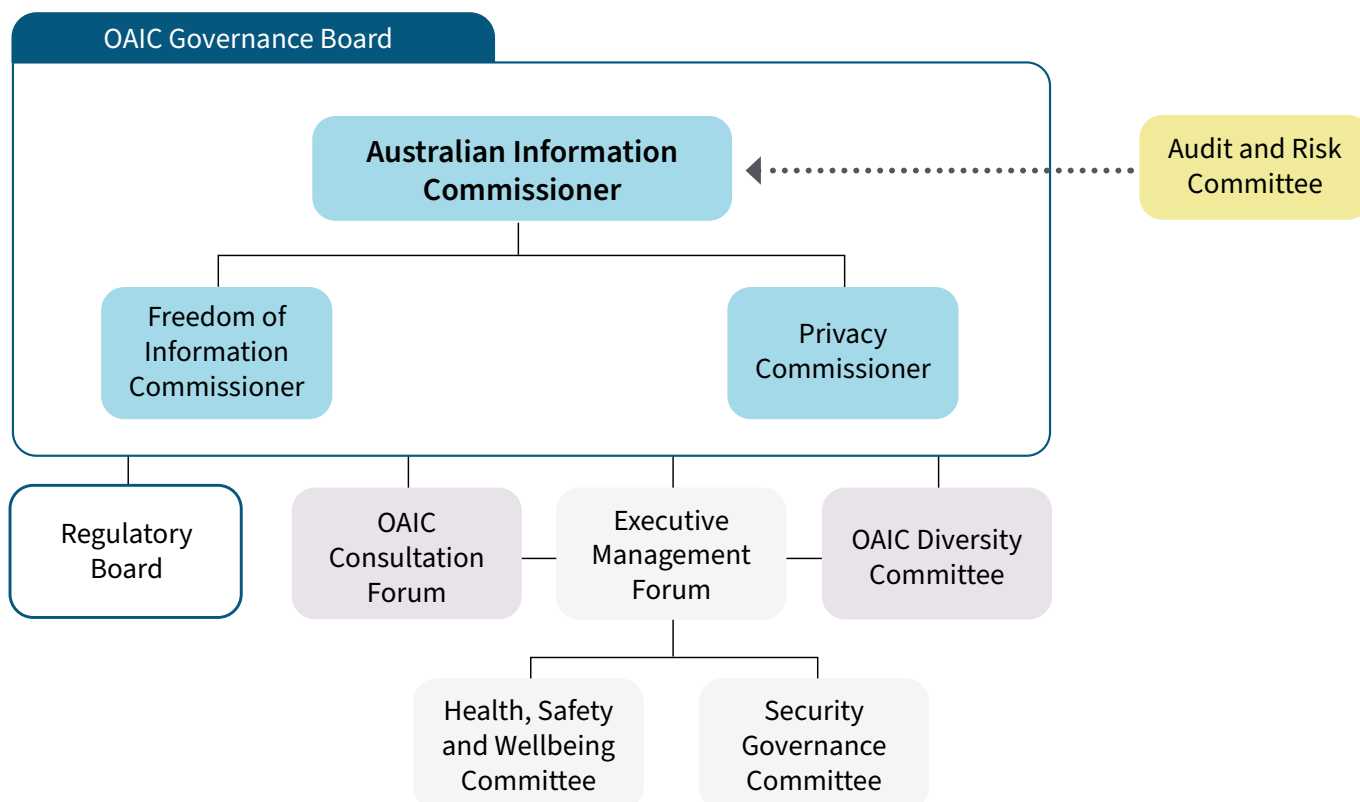 OAIC Governance Board
Australian Information
Commissioner
Audit and Risk
Committee
Freedom of
Information
Commissioner
Privacy
Commissioner
Regulatory
Board
OAIC
Consultation
Forum
Executive
Management
Forum
OAIC Diversity
Committee
Health, Safety
and Wellbeing
Committee
Security
Governance
Committee